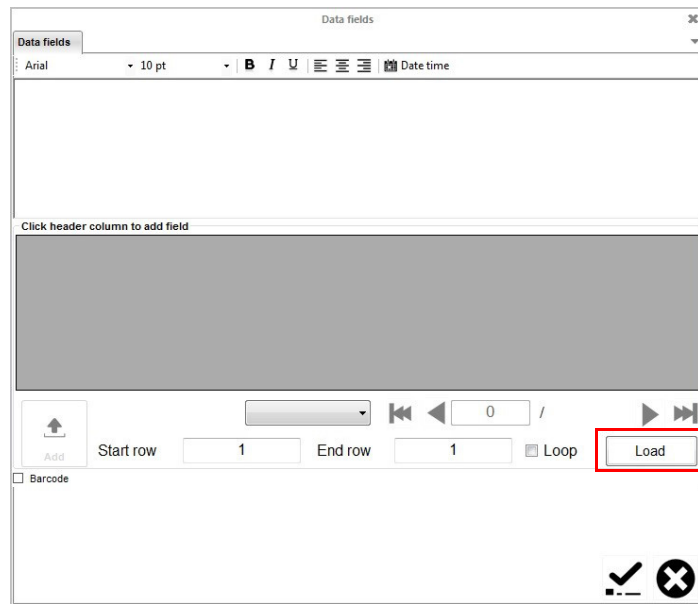 Data fields
Data fields
Arial 10 pt B I U Date time
Click header column to add field
0 /
Add Start row 1 End row 1 Loop Load
Barcode